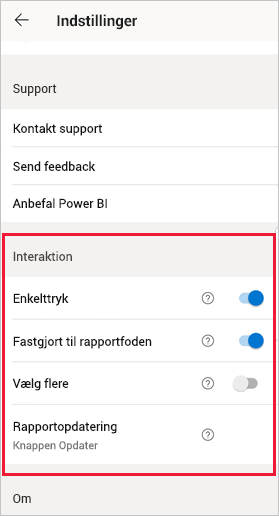 Indstillinger
Support
Kontakt support
Send feedback
Anbefal Power BI
Interaktion
Enkelttryk
Fastgjort til rapportfoden
Vælg flere
Rapportopdatering
Knappen Opdater
Om